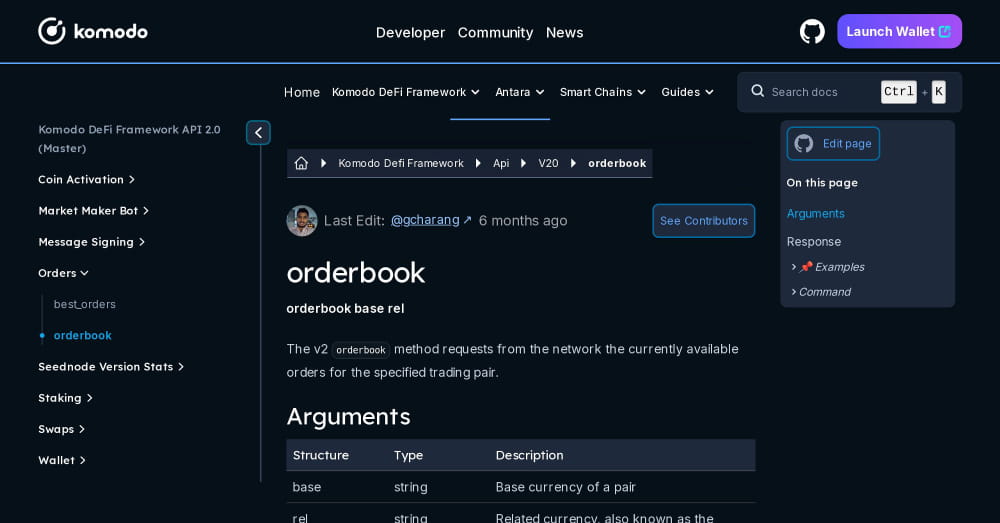 komodo
Developer Community News
Launch Wallet
Home Komodo DeFi Framework Antara Smart Chains Guides
Search docs Ctrl + K
Komodo DeFi Framework API 2.0
(Master)
Coin Activation
Market Maker Bot
Message Signing
Orders
best_orders
orderbook
Seednode Version Stats
Staking
Swaps
Wallet
Komodo Defi Framework Api V20 orderbook
Last Edit: @gcharang ↗ 6 months ago
See Contributors
orderbook
orderbook base rel
The v2 orderbook method requests from the network the currently available
orders for the specified trading pair.
Arguments
Structure Type Description
base string Base currency of a pair
rel string Related currency, also known as the
Edit page
On this page
Arguments
Response
📌 Examples
Command